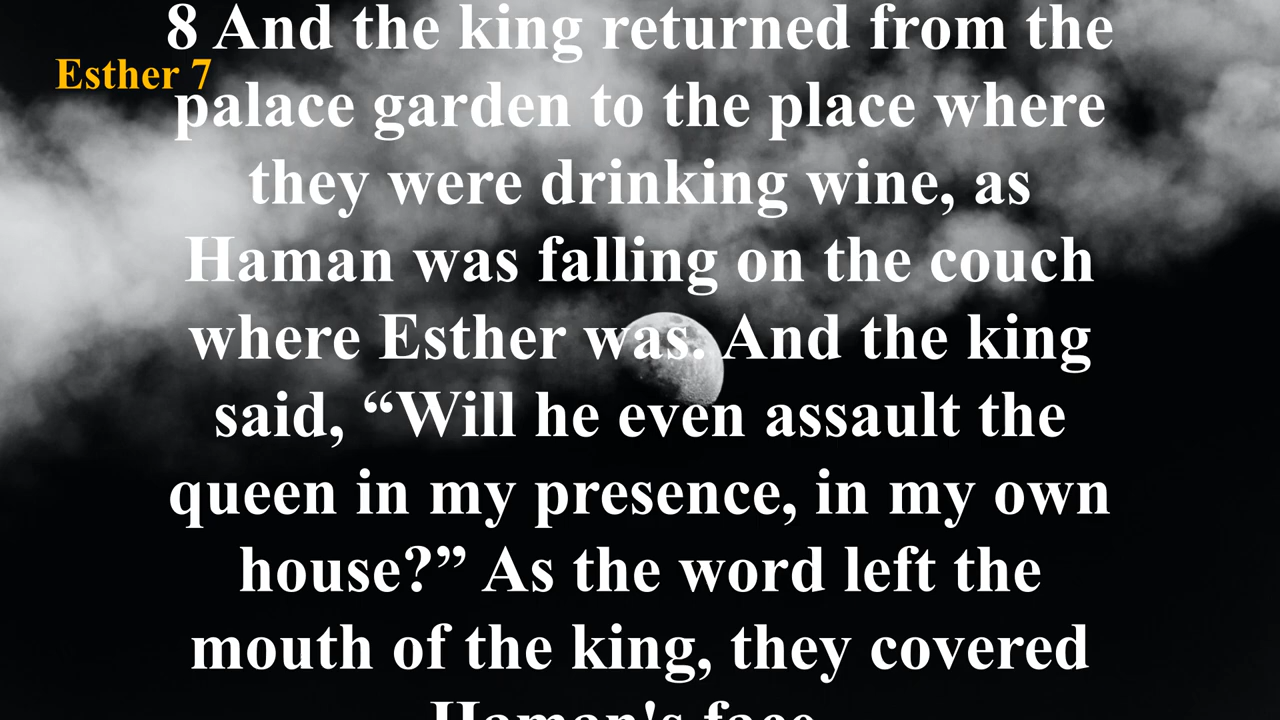 8 And the king returned from the
Esther 7
palace garden to the place where
they were drinking wine, as
Haman was falling on the couch
where Esther was. And the king
said, “Will he even assault the
queen in my presence, in my own
house?” As the word left the
mouth of the king, they covered
Haman's face.